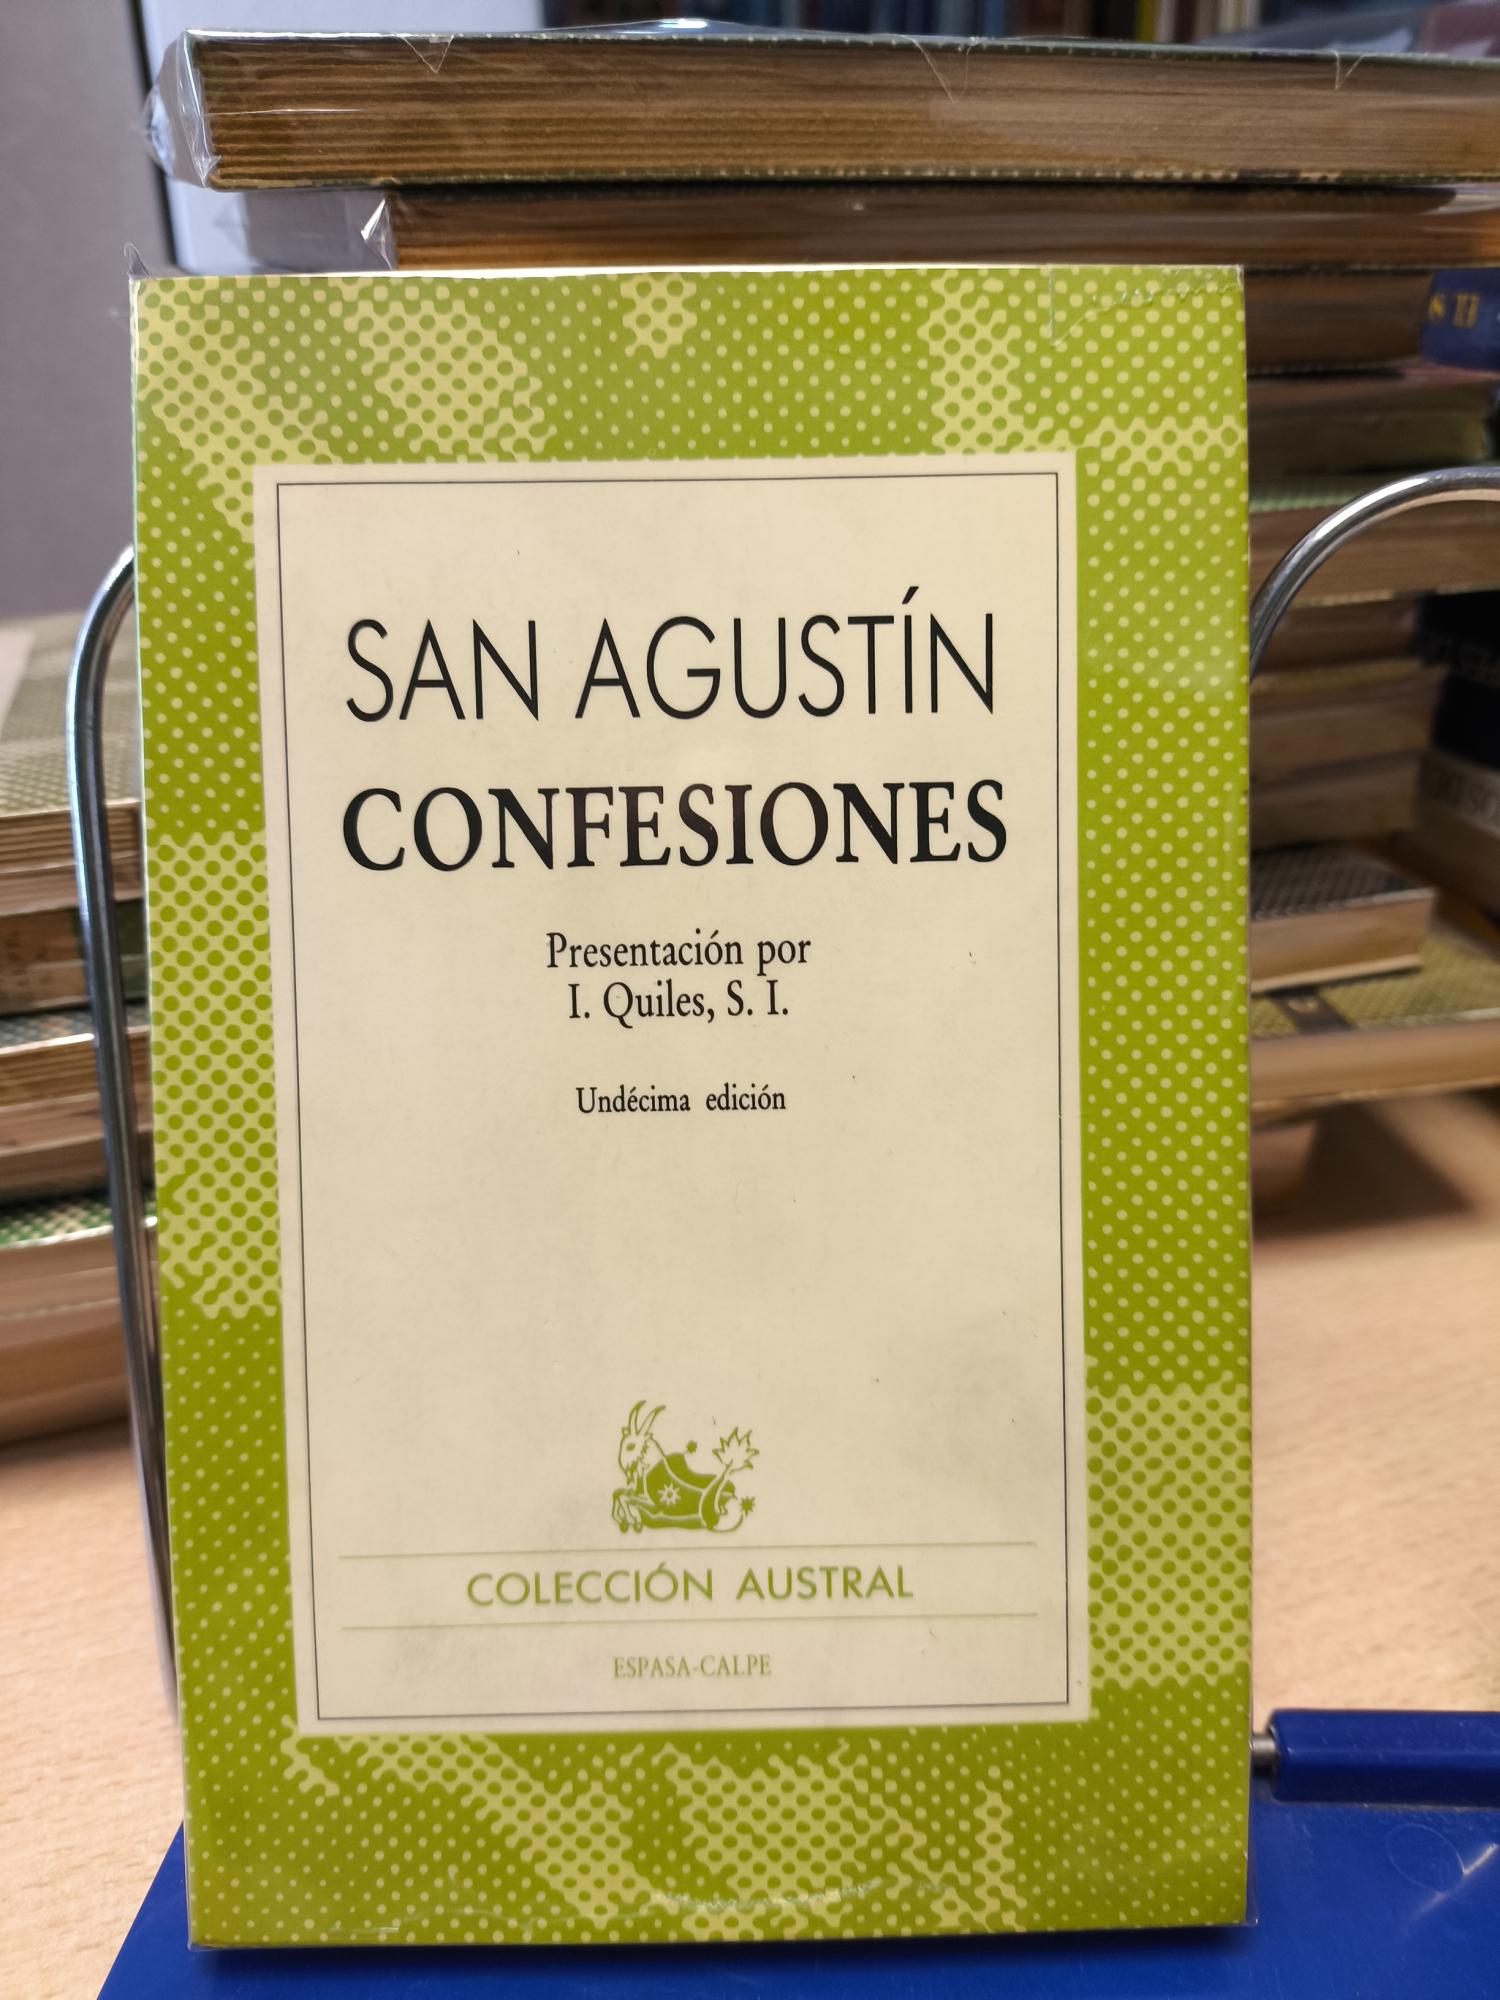 SAN AGUSTÍN
CONFESIONES
Presentación por
I. Quiles, S. I.
Undécima edición
COLECCIÓN AUSTRAL
ESPASA-CALPE